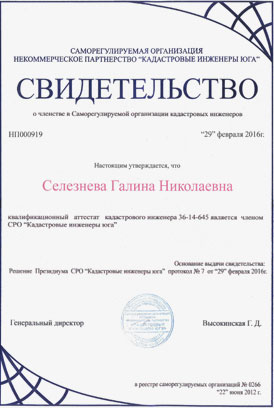 САМОРЕГУЛИРУЕМАЯ ОРГАНИЗАЦИЯ
НЕКОММЕРЧЕСКОЕ ПАРТНЕРСТВО “КАДАСТРОВЫЕ ИНЖЕНЕРЫ ЮГА”
СВИДЕТЕЛЬСТВО
о членстве в Саморегулируемой организации кадастровых инженеров
НП000919 “29” февраля 2016г.
Настоящим утверждается, что
Селезнева Галина Николаевна
квалификационный аттестат кадастрового инженера 36-14-645 является членом
СРО “Кадастровые инженеры юга”
Основание выдачи свидетельства:
Решение Президиума СРО “Кадастровые инженеры юга” протокол № 7 от “29” февраля 2016г.
Генеральный директор Высокинская Г. Д.
в реестре саморегулируемых организаций № 0266
“22” июня 2012 г.